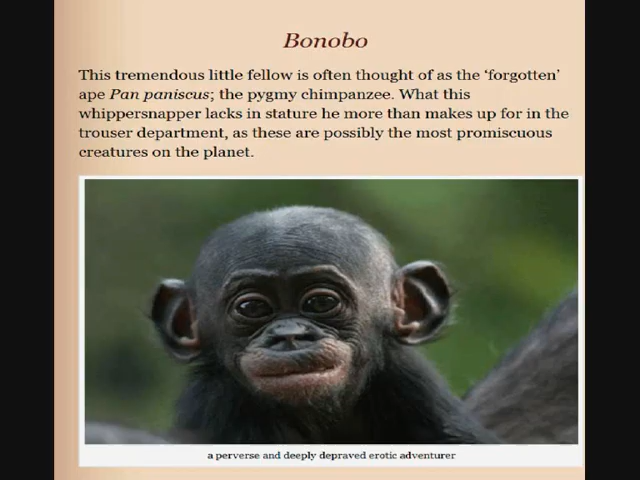 Bonobo
This tremendous little fellow is often thought of as the ‘forgotten’
ape Pan paniscus; the pygmy chimpanzee. What this
whippersnapper lacks in stature he more than makes up for in the
trouser department, as these are possibly the most promiscuous
creatures on the planet.
a perverse and deeply depraved erotic adventurer